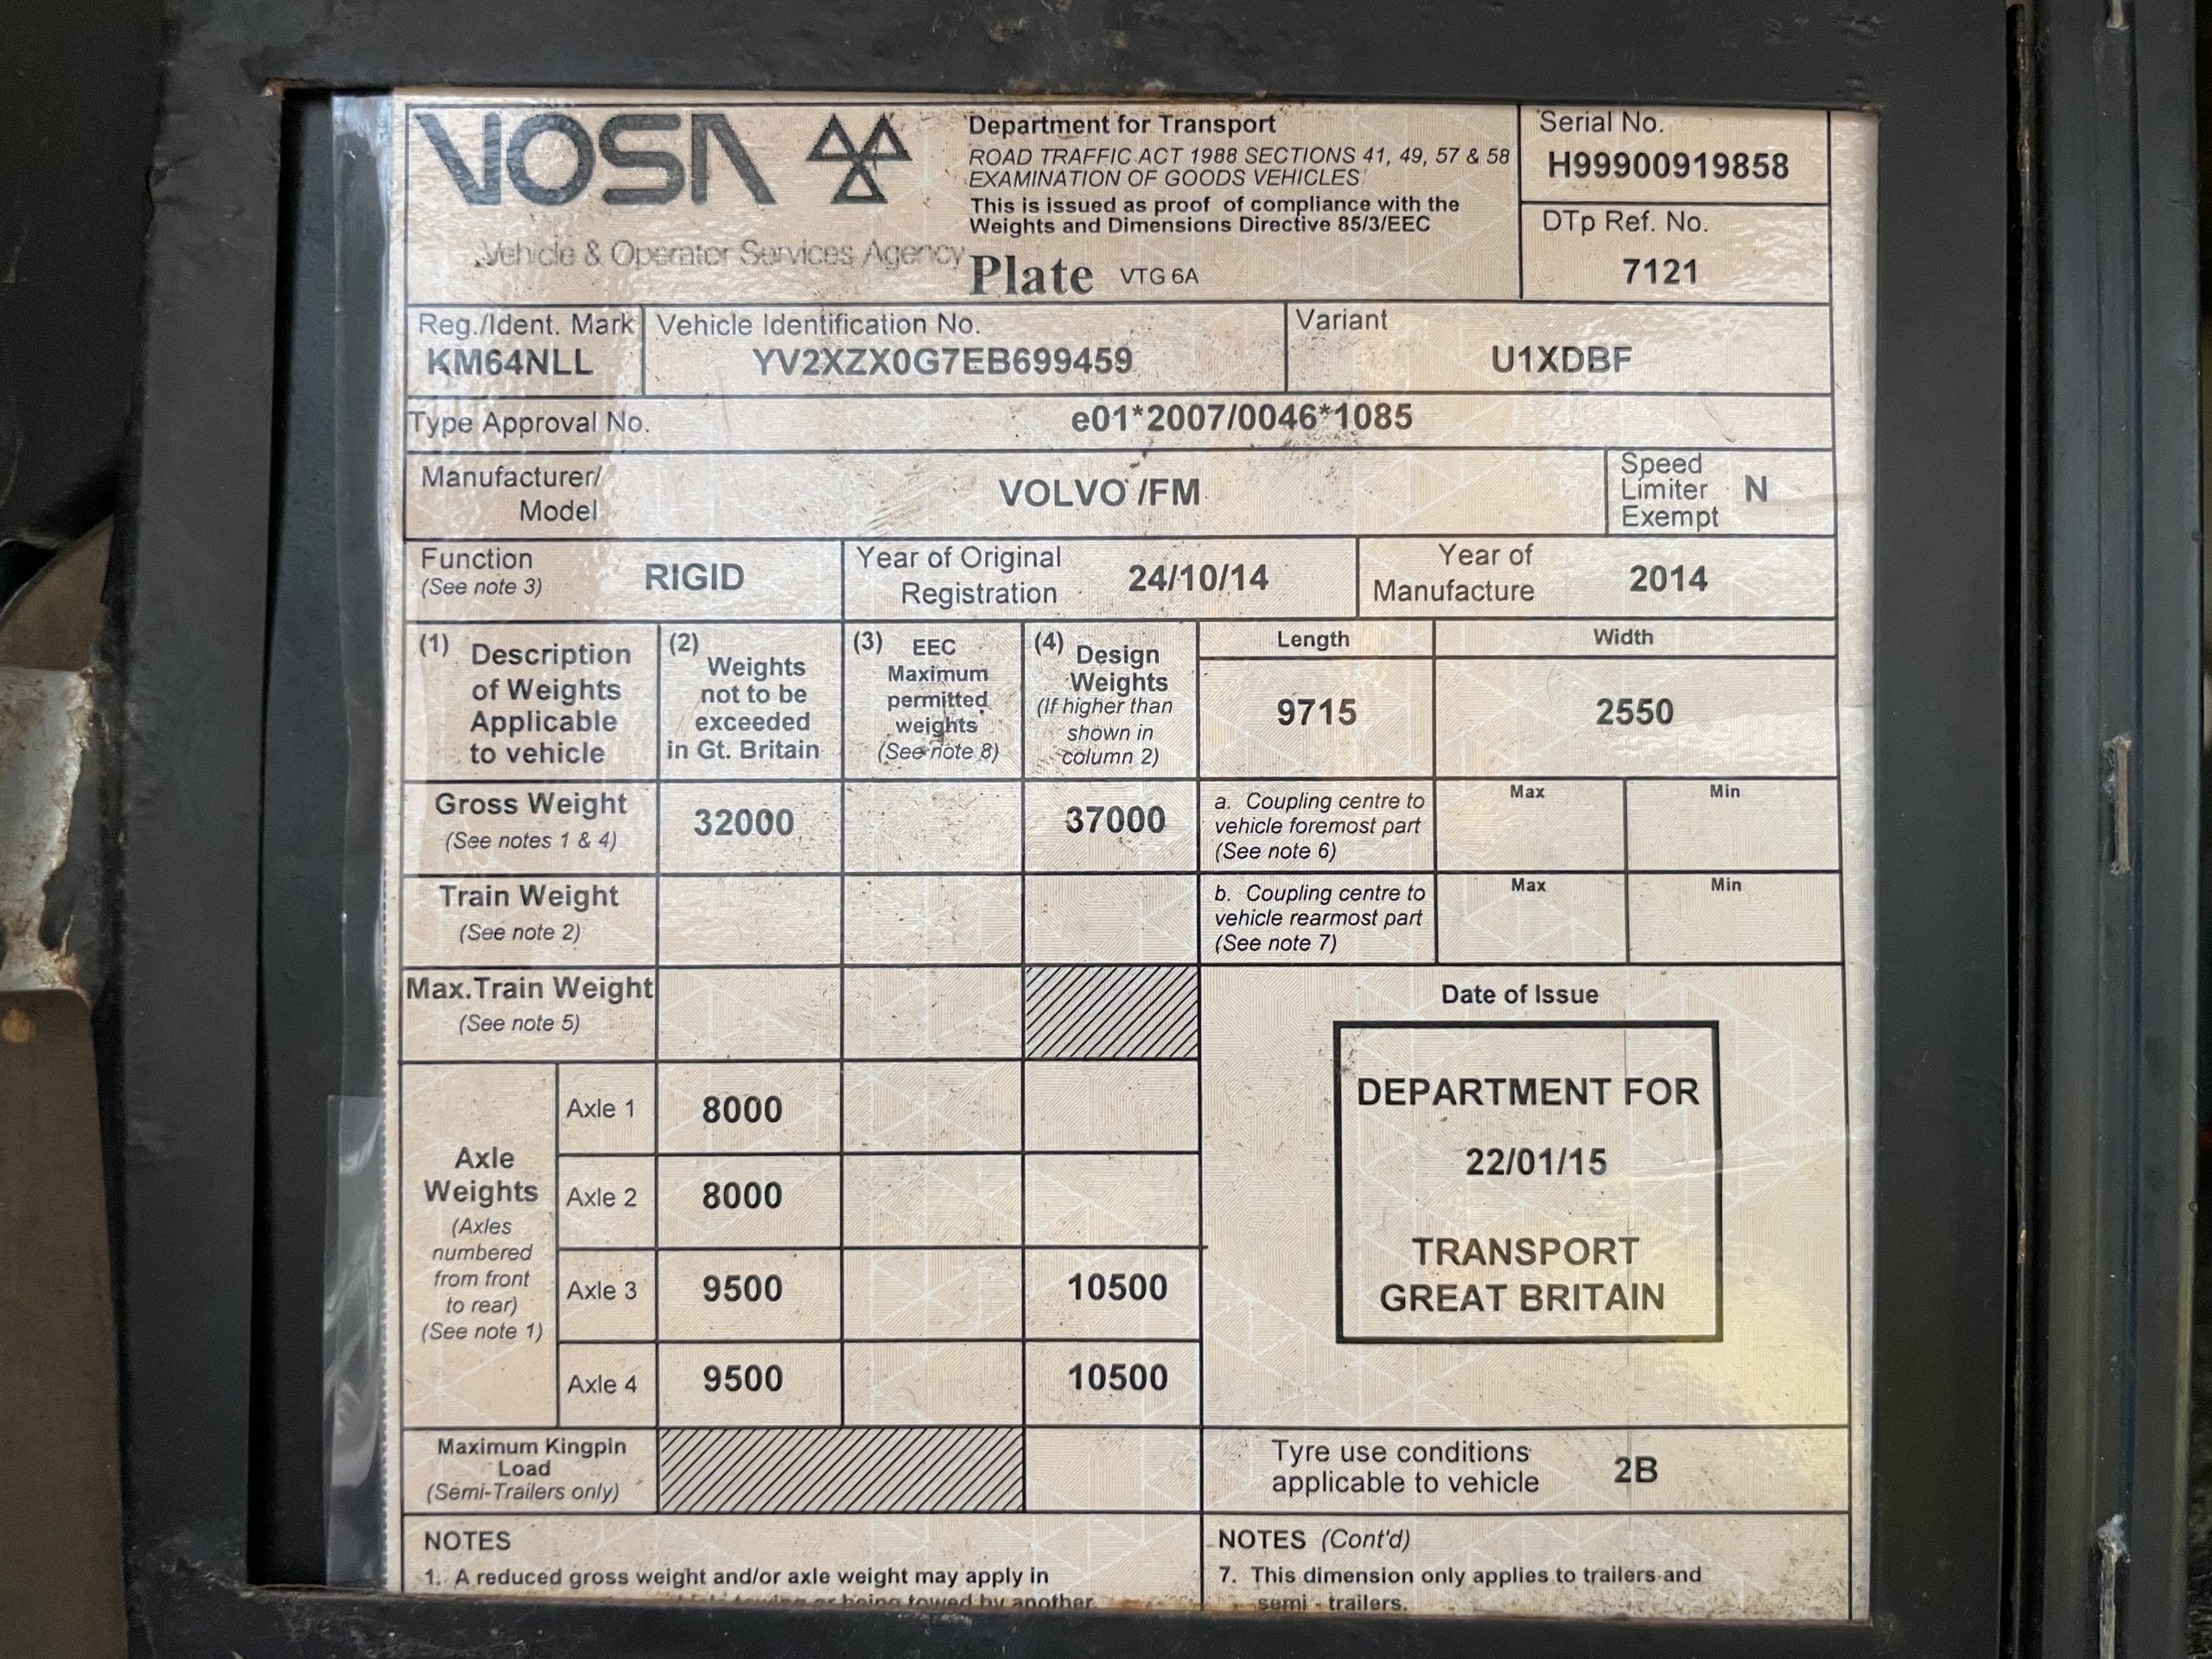 VOSA
Vehicle & Operator Services Agency
Department for Transport
ROAD TRAFFIC ACT 1988 SECTIONS 41, 49, 57 & 58
EXAMINATION OF GOODS VEHICLES
This is issued as proof of compliance with the
Weights and Dimensions Directive 85/3/EEC
Plate VTG 6A
Serial No.
H99900919858
DTp Ref. No.
7121
Reg./Ident. Mark
KM64NLL
Vehicle Identification No.
YV2XZX0G7EB699459
Variant
U1XDBF
Type Approval No. e01*2007/0046*1085
Manufacturer/
Model
VOLVO /FM
Speed
Limiter N
Exempt
Function
(See note 3)
RIGID
Year of Original
Registration
24/10/14
Year of
Manufacture
2014
(1) Description
of Weights
Applicable
to vehicle
(2) Weights
not to be
exceeded
in Gt. Britain
(3) EEC
Maximum
permitted
weights
(See note 8)
(4) Design
Weights
(If higher than
shown in
column 2)
Length
9715
Width
2550
Gross Weight
(See notes 1 & 4)
32000
37000
a. Coupling centre to
vehicle foremost part
(See note 6)
Max
Min
Train Weight
(See note 2)
b. Coupling centre to
vehicle rearmost part
(See note 7)
Max
Min
Max.Train Weight
(See note 5)
Axle
Weights
(Axles
numbered
from front
to rear)
(See note 1)
Axle 1 8000
Axle 2 8000
Axle 3 9500 10500
Axle 4 9500 10500
Date of Issue
DEPARTMENT FOR
22/01/15
TRANSPORT
GREAT BRITAIN
Maximum Kingpin
Load
(Semi-Trailers only)
Tyre use conditions
applicable to vehicle
2B
NOTES
1. A reduced gross weight and/or axle weight may apply in
towing or being towed by another
NOTES (Cont'd)
7. This dimension only applies to trailers and
semi - trailers.